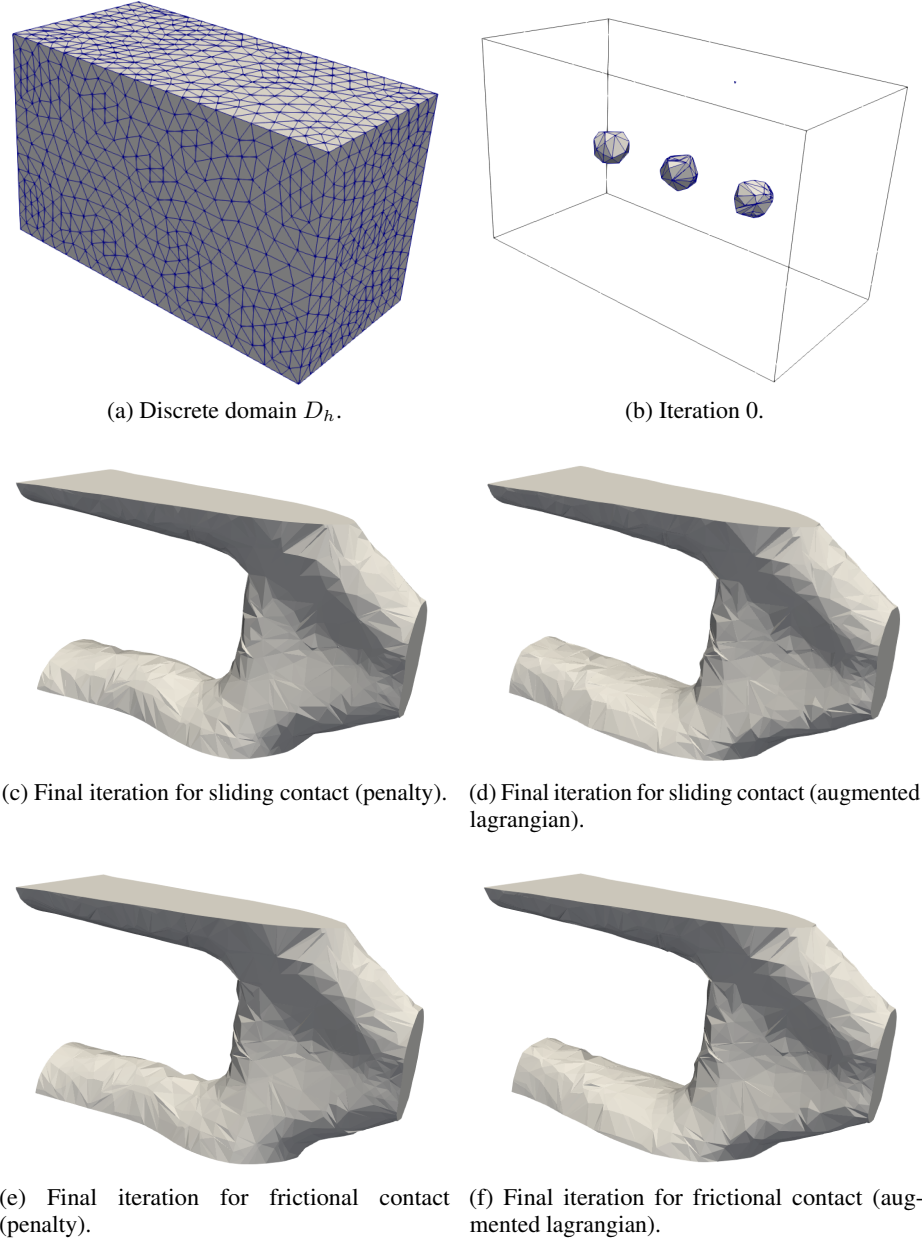 (a) Discrete domain D_h.
(b) Iteration 0.
(c) Final iteration for sliding contact (penalty).
(d) Final iteration for sliding contact (augmented
lagrangian).
(e) Final iteration for frictional contact
(penalty).
(f) Final iteration for frictional contact (aug-
mented lagrangian).